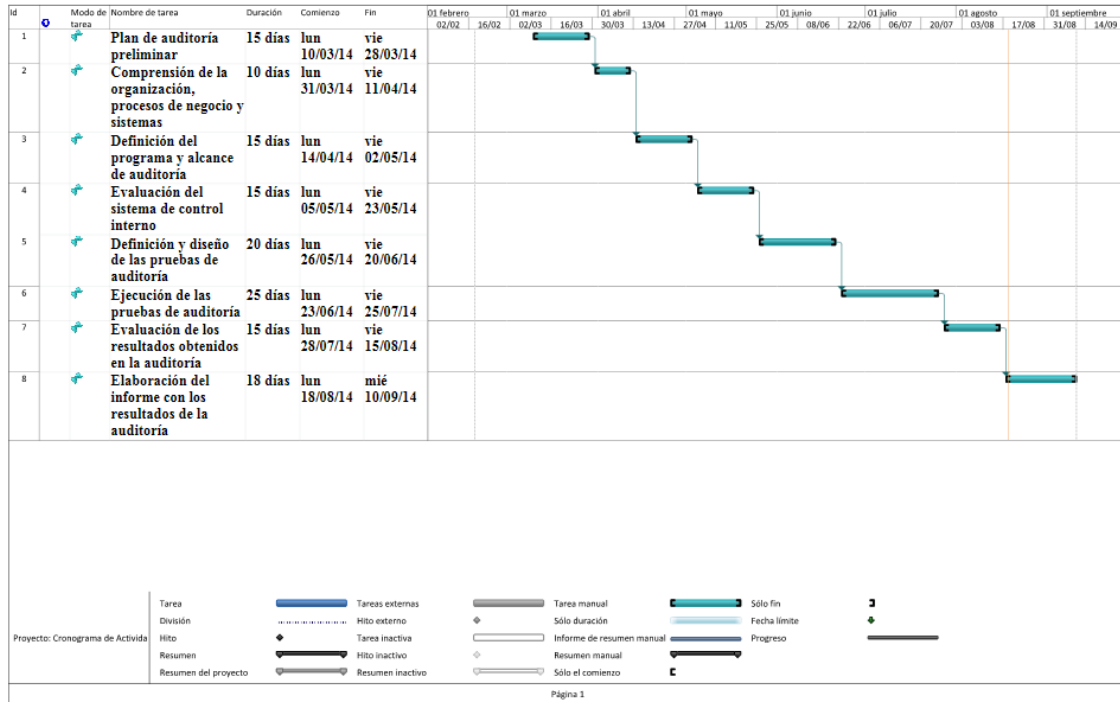 Id
Modo de tarea
Nombre de tarea
Duración
Comienzo
Fin
01 febrero 01 marzo 01 abril 01 mayo 01 junio 01 julio 01 agosto 01 septiembre
02/02 16/02 02/03 16/03 30/03 13/04 27/04 11/05 25/05 08/06 22/06 06/07 20/07 03/08 17/08 31/08 14/09
1 Plan de auditoría 15 días lun vie
preliminar 10/03/14 28/03/14
2 Comprensión de la 10 días lun vie
organización, 31/03/14 11/04/14
procesos de negocio y
sistemas
3 Definición del 15 días lun vie
programa y alcance 14/04/14 02/05/14
de auditoría
4 Evaluación del 15 días lun vie
sistema de control 05/05/14 23/05/14
interno
5 Definición y diseño 20 días lun vie
de las pruebas de 26/05/14 20/06/14
auditoría
6 Ejecución de las 25 días lun vie
pruebas de auditoría 23/06/14 25/07/14
7 Evaluación de los 15 días lun vie
resultados obtenidos 28/07/14 15/08/14
en la auditoría
8 Elaboración del 18 días lun mié
informe con los 18/08/14 10/09/14
resultados de la
auditoría
Proyecto: Cronograma de Activida
Tarea Tareas externas Tarea manual Sólo fin
División Hito externo Sólo duración Fecha límite
Hito Tarea inactiva Informe de resumen manual Progreso
Resumen Hito inactivo Resumen manual
Resumen del proyecto Resumen inactivo Sólo el comienzo
Página 1